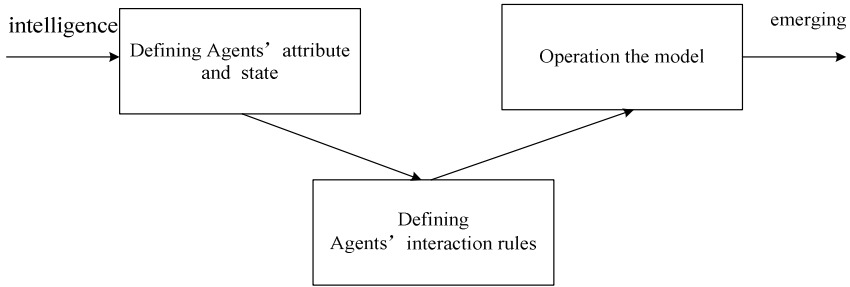 intelligence
Defining Agents’ attribute
and state
Defining
Agents’ interaction rules
Operation the model
emerging